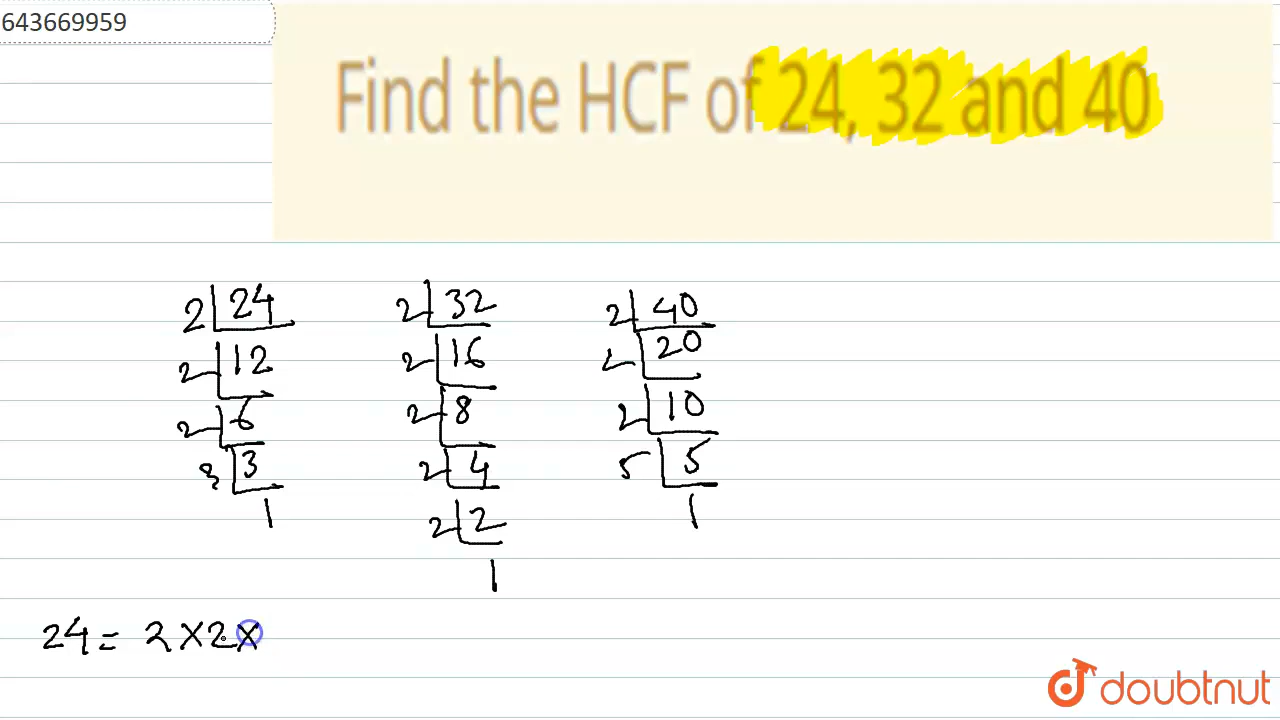 643669959
Find the HCF of 24, 32 and 40
2 24 2 32 2 40
2 12 2 16 2 20
2 6 2 8 2 10
3 3 2 4 5 5
1 2 2 1
1
24 = 2 × 2 ×
doubtnut